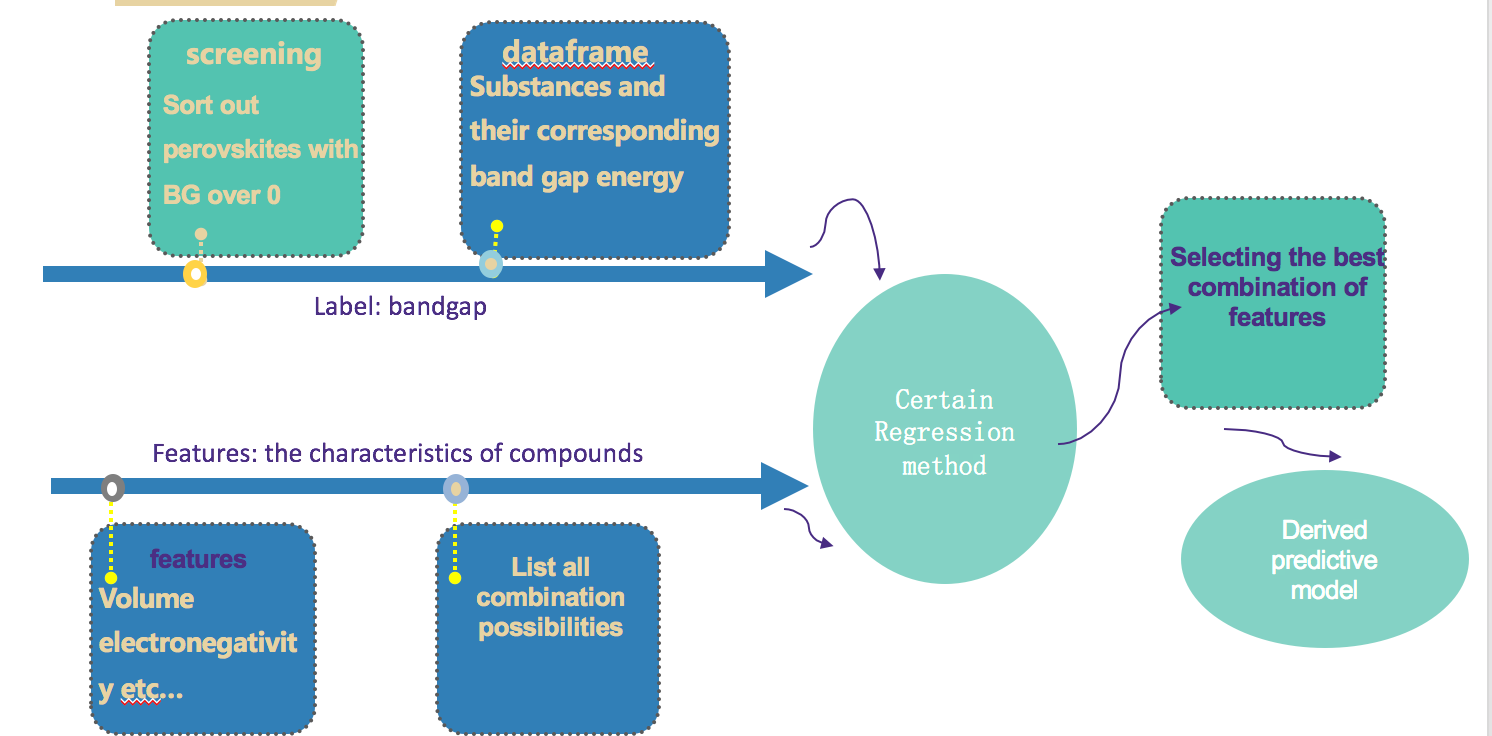 screening
Sort out
perovskites with
BG over 0
dataframe
Substances and
their corresponding
band gap energy
Label: bandgap
Features: the characteristics of compounds
features
Volume
electronegativit
y etc...
List all
combination
possibilities
Certain
Regression
method
Selecting the best
combination of
features
Derived
predictive
model